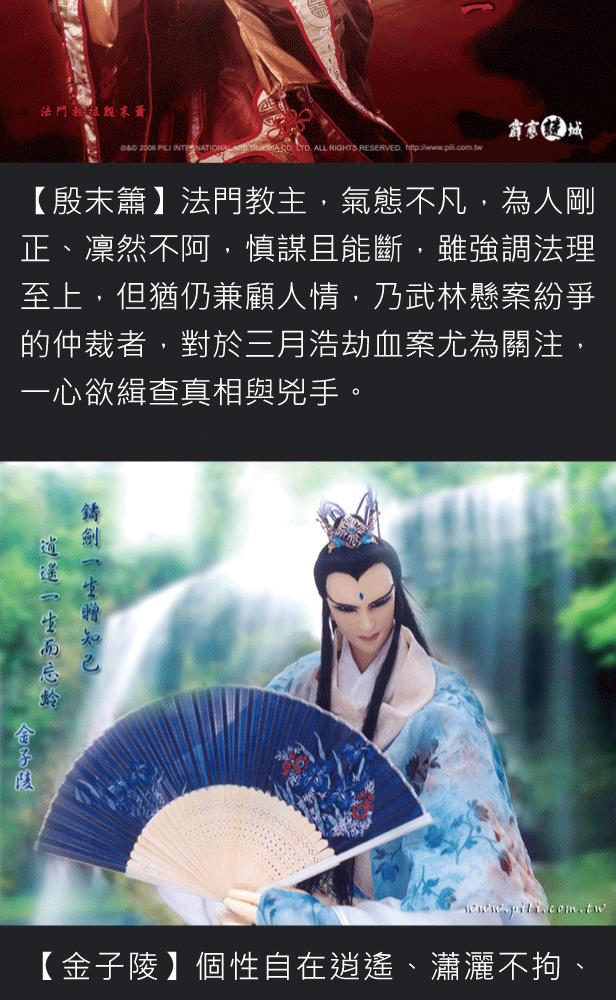 法門教祖殷末簫
霹靂城
©&© 2006 PILI INTERNATIONAL MULTIMEDIA CO., LTD. ALL RIGHTS RESERVED. http://www.pili.com.tw
【殷末簫】法門教主，氣態不凡，為人剛
正、凜然不阿，慎謀且能斷，雖強調法理
至上，但猶仍兼顧人情，乃武林懸案紛爭
的仲裁者，對於三月浩劫血案尤為關注，
一心欲緝查真相與兇手。
鑄劍一生贈知己
逍遙一生而忘齡
金子陵
www.pili.com.tw
【金子陵】個性自在逍遙、瀟灑不拘、